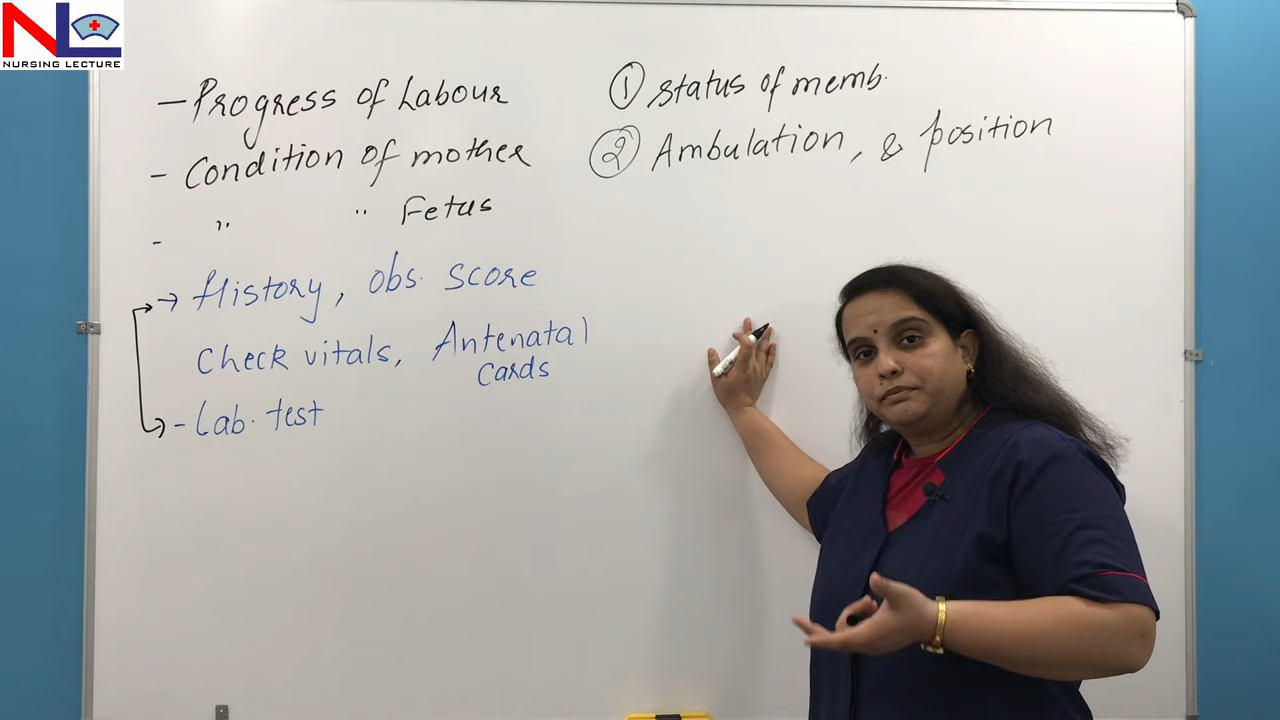 NL
NURSING LECTURE
- Progress of Labour
- Condition of mother
- " " Fetus
→ History, Obs. score
Check vitals, Antenatal
cards
- Lab. test
① status of memb.
② Ambulation, & position